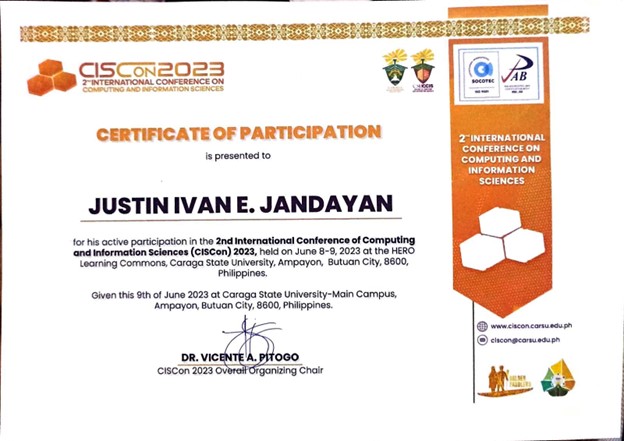 CISCON2023
2ND INTERNATIONAL CONFERENCE ON
COMPUTING AND INFORMATION SCIENCES
CCIS
SOCOTEC
ISO 9001
PAB
CERTIFICATE OF PARTICIPATION
is presented to
JUSTIN IVAN E. JANDAYAN
for his active participation in the 2nd International Conference of Computing
and Information Sciences (CISCon) 2023, held on June 8-9, 2023 at the HERO
Learning Commons, Caraga State University, Ampayon, Butuan City, 8600,
Philippines.
Given this 9th of June 2023 at Caraga State University-Main Campus,
Ampayon, Butuan City, 8600, Philippines.
DR. VICENTE A. PITOGO
CISCon 2023 Overall Organizing Chair
2ND INTERNATIONAL
CONFERENCE ON
COMPUTING AND
INFORMATION
SCIENCES
www.ciscon.carsu.edu.ph
ciscon@carsu.edu.ph
GOLDEN
PADDLERS